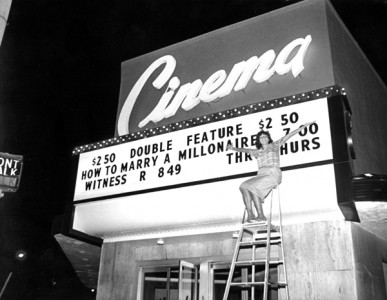 Cinema
$2 50 DOUBLE FEATURE $2 50
HOW TO MARRY A MILLIONAIRE 7 00
WITNESS R 8 49 THRU THURS